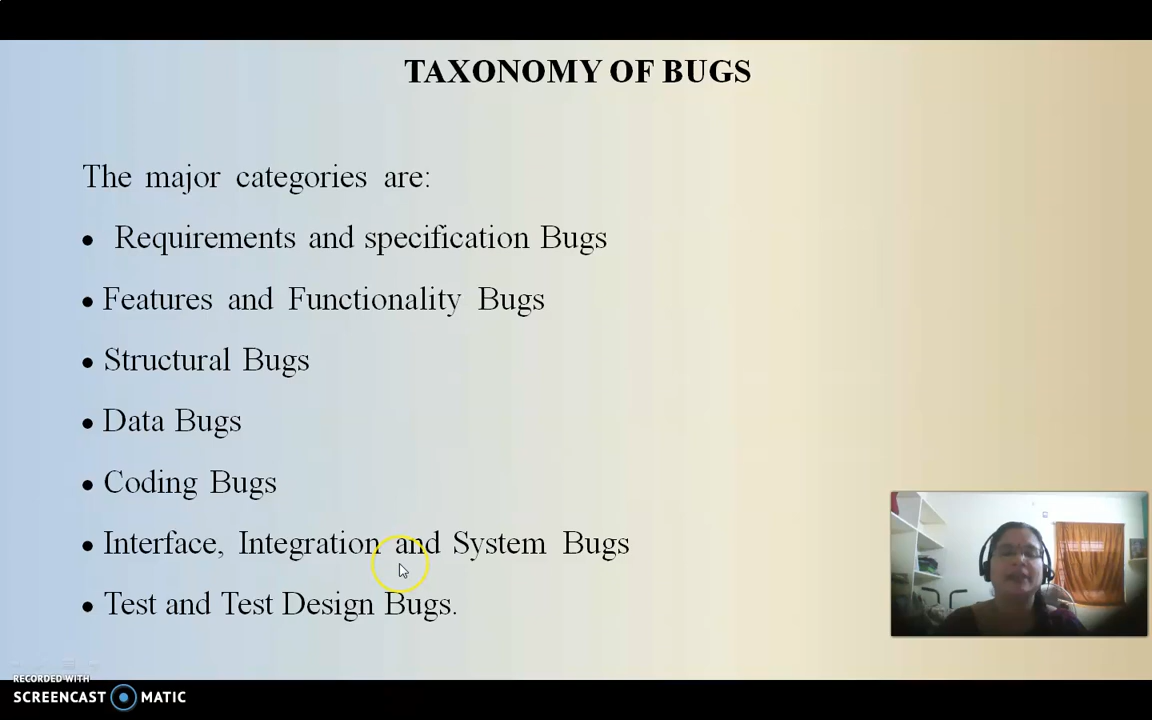 TAXONOMY OF BUGS
The major categories are:
• Requirements and specification Bugs
• Features and Functionality Bugs
• Structural Bugs
• Data Bugs
• Coding Bugs
• Interface, Integration and System Bugs
• Test and Test Design Bugs.
RECORDED WITH
SCREENCAST MATIC